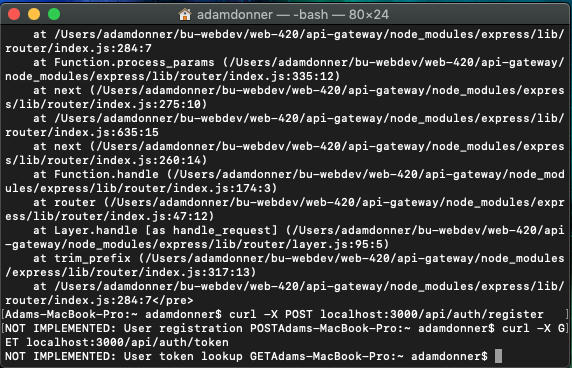 adamdonner — -bash — 80×24
    at /Users/adamdonner/bu-webdev/web-420/api-gateway/node_modules/express/lib/
router/index.js:284:7
    at Function.process_params (/Users/adamdonner/bu-webdev/web-420/api-gateway/
node_modules/express/lib/router/index.js:335:12)
    at next (/Users/adamdonner/bu-webdev/web-420/api-gateway/node_modules/expres
s/lib/router/index.js:275:10)
    at /Users/adamdonner/bu-webdev/web-420/api-gateway/node_modules/express/lib/
router/index.js:635:15
    at next (/Users/adamdonner/bu-webdev/web-420/api-gateway/node_modules/expres
s/lib/router/index.js:260:14)
    at Function.handle (/Users/adamdonner/bu-webdev/web-420/api-gateway/node_mod
ules/express/lib/router/index.js:174:3)
    at router (/Users/adamdonner/bu-webdev/web-420/api-gateway/node_modules/expr
ess/lib/router/index.js:47:12)
    at Layer.handle [as handle_request] (/Users/adamdonner/bu-webdev/web-420/api
-gateway/node_modules/express/lib/router/layer.js:95:5)
    at trim_prefix (/Users/adamdonner/bu-webdev/web-420/api-gateway/node_modules
/express/lib/router/index.js:317:13)
    at /Users/adamdonner/bu-webdev/web-420/api-gateway/node_modules/express/lib/
router/index.js:284:7</pre>
[Adams-MacBook-Pro:~ adamdonner$ curl -X POST localhost:3000/api/auth/register ]
[NOT IMPLEMENTED: User registration POSTAdams-MacBook-Pro:~ adamdonner$ curl -X G]
ET localhost:3000/api/auth/token
NOT IMPLEMENTED: User token lookup GETAdams-MacBook-Pro:~ adamdonner$